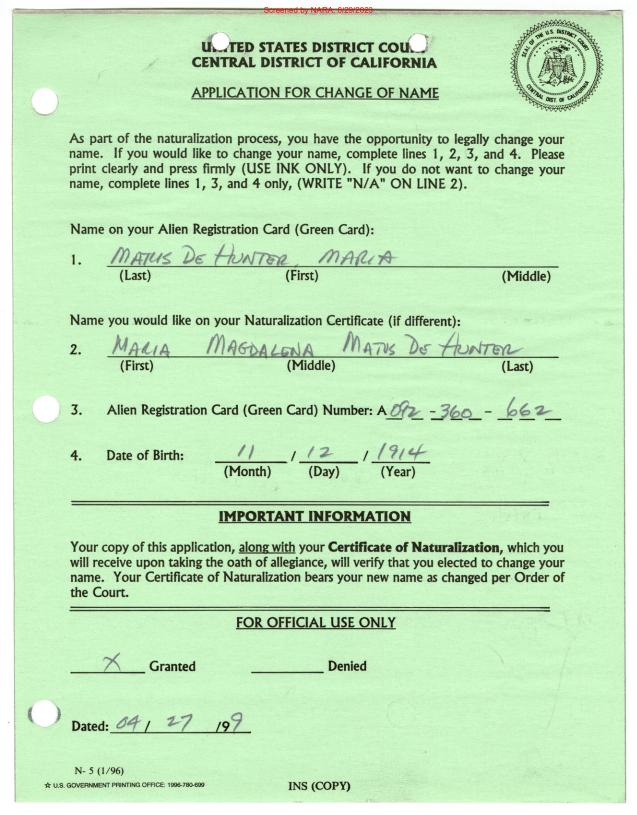 Screened by NARA, 6/29/2023
UNITED STATES DISTRICT COURT
CENTRAL DISTRICT OF CALIFORNIA
SEAL OF THE U.S. DISTRICT COURT
CENTRAL DIST. OF CALIFORNIA
APPLICATION FOR CHANGE OF NAME
As part of the naturalization process, you have the opportunity to legally change your
name. If you would like to change your name, complete lines 1, 2, 3, and 4. Please
print clearly and press firmly (USE INK ONLY). If you do not want to change your
name, complete lines 1, 3, and 4 only, (WRITE "N/A" ON LINE 2).
Name on your Alien Registration Card (Green Card):
1. MATUS DE HUNTER, MARIA
(Last) (First) (Middle)
Name you would like on your Naturalization Certificate (if different):
2. MARIA MAGDALENA MATUS DE HUNTER
(First) (Middle) (Last)
3. Alien Registration Card (Green Card) Number: A 092 - 360 - 662
4. Date of Birth: 11 / 12 / 1914
(Month) (Day) (Year)
IMPORTANT INFORMATION
Your copy of this application, along with your Certificate of Naturalization, which you
will receive upon taking the oath of allegiance, will verify that you elected to change your
name. Your Certificate of Naturalization bears your new name as changed per Order of
the Court.
FOR OFFICIAL USE ONLY
X Granted Denied
Dated: 04 / 27 /99
N- 5 (1/96)
☆ U.S. GOVERNMENT PRINTING OFFICE: 1996-780-699
INS (COPY)